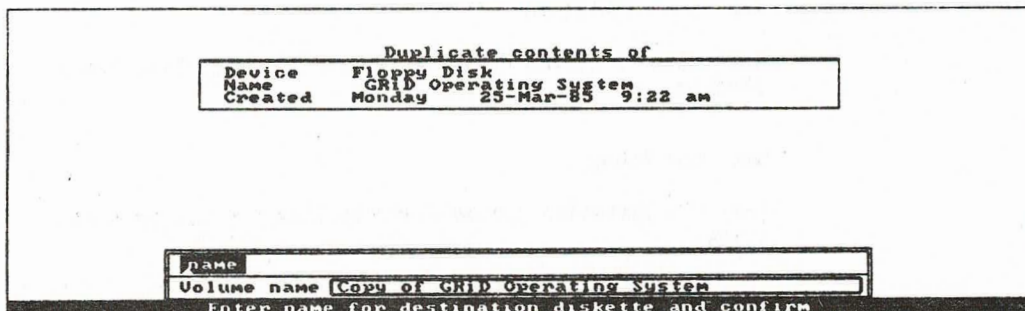 Duplicate contents of
Device Floppy Disk
Name GRiD Operating System
Created Monday 25-Mar-85 9:22 am
name
Volume name Copy of GRiD Operating System
Enter name for destination diskette and confirm